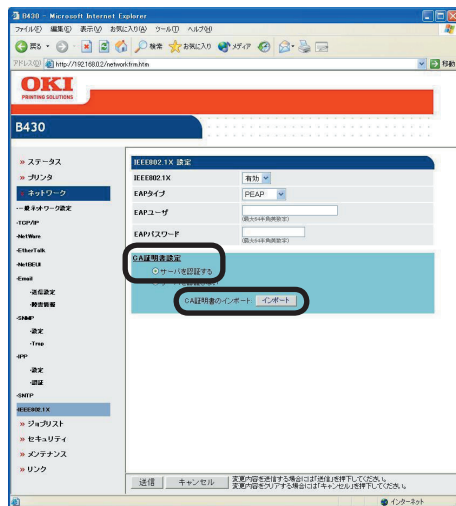 B430 - Microsoft Internet Explorer
ファイル(F) 編集(E) 表示(V) お気に入り(A) ツール(T) ヘルプ(H)
戻る 検索 お気に入り メディア
アドレス(D) http://192.168.0.2/networkfrm.htm 移動
OKI
PRINTING SOLUTIONS
B430
» ステータス
» プリンタ
» ネットワーク
-一般ネットワーク設定
-TCP/IP
-NetWare
-EtherTalk
-NetBEUI
-Email
-送信設定
-障害情報
-SNMP
-設定
-Trap
-IPP
-設定
-認証
-SNTP
-IEEE802.1X
» ジョブリスト
» セキュリティ
» メンテナンス
» リンク
IEEE802.1X 設定
IEEE802.1X 有効
EAPタイプ PEAP
EAPユーザ
(最大64半角英数字)
EAPパスワード
(最大64半角英数字)
CA証明書設定
サーバを認証する
CA証明書のインポート: インポート
送信 キャンセル
変更内容を送信する場合には「送信」を押下してください。
変更内容をクリアする場合には「キャンセル」を押下してください。
インターネット